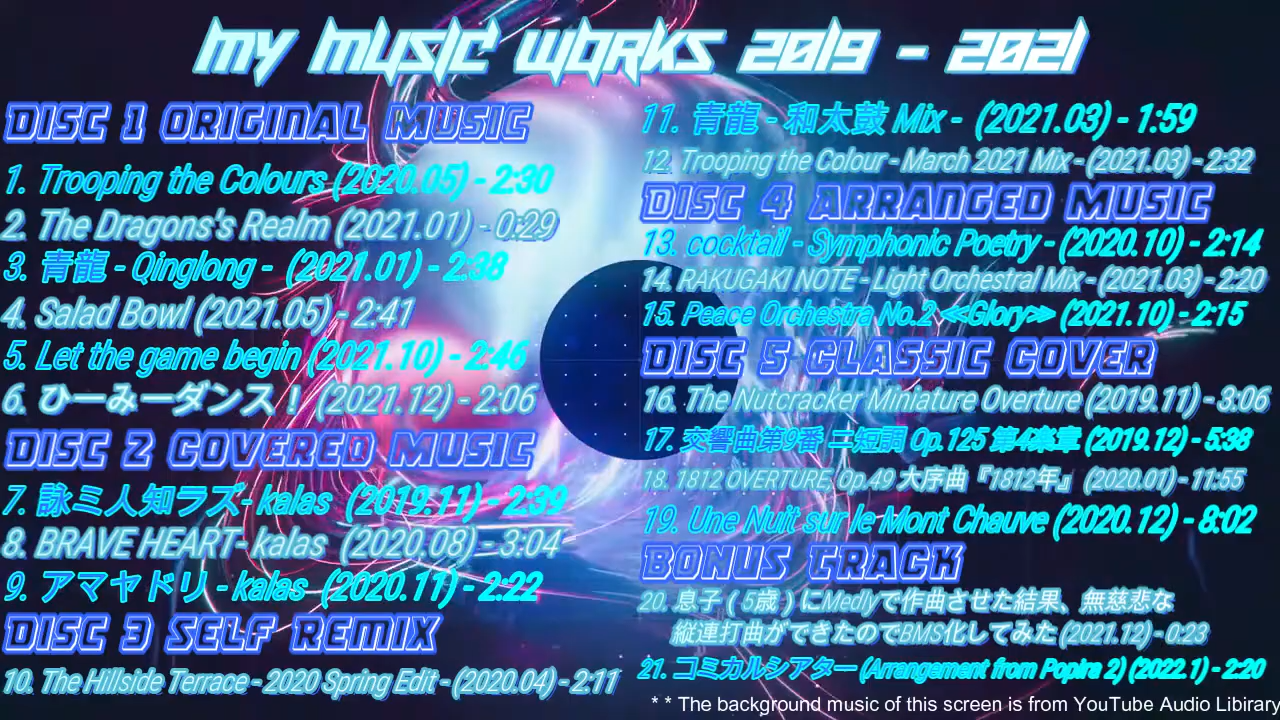 MY MUSIC WORKS 2019 - 2021
DISC 1 ORIGINAL MUSIC
1. Trooping the Colours (2020.05) - 2:30
2. The Dragons's Realm (2021.01) - 0:29
3. 青龍 - Qinglong - (2021.01) - 2:38
4. Salad Bowl (2021.05) - 2:41
5. Let the game begin (2021.10) - 2:46
6. ひーみーダンス！ (2021.12) - 2:06
DISC 2 COVERED MUSIC
7. 詠ミ人知ラズ- kalas (2019.11) - 2:39
8. BRAVE HEART- kalas (2020.08) - 3:04
9. アマヤドリ - kalas (2020.11) - 2:22
DISC 3 SELF REMIX
10. The Hillside Terrace - 2020 Spring Edit - (2020.04) - 2:11
11. 青龍 - 和太鼓 Mix - (2021.03) - 1:59
12. Trooping the Colour - March 2021 Mix - (2021.03) - 2:32
DISC 4 ARRANGED MUSIC
13. cocktail - Symphonic Poetry - (2020.10) - 2:14
14. RAKUGAKI NOTE - Light Orchestral Mix - (2021.03) - 2:20
15. Peace Orchestra No.2 ≪Glory≫ (2021.10) - 2:15
DISC 5 CLASSIC COVER
16. The Nutcracker Miniature Overture (2019.11) - 3:06
17. 交響曲第9番 ニ短調 Op.125 第4楽章 (2019.12) - 5:38
18. 1812 OVERTURE, Op.49 大序曲『1812年』 (2020.01) - 11:55
19. Une Nuit sur le Mont Chauve (2020.12) - 8:02
BONUS TRACK
20. 息子（5歳）にMedlyで作曲させた結果、無慈悲な
縦連打曲ができたのでBMS化してみた (2021.12) - 0:23
21. コミカルシアター (Arrangement from Popira 2) (2022.1) - 2:20
* * The background music of this screen is from YouTube Audio Libirary